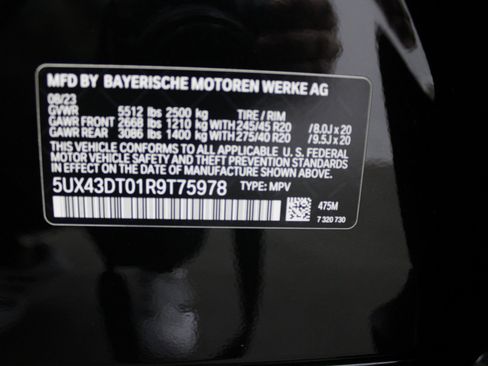 MFD BY BAYERISCHE MOTOREN WERKE AG
08/23
GVWR 5512 lbs 2500 kg TIRE / RIM
GAWR FRONT 2668 lbs 1210 kg WITH 245/45 R20 / 8.0J x 20
GAWR REAR 3086 lbs 1400 kg WITH 275/40 R20 / 9.5J x 20
THIS VEHICLE CONFORMS TO ALL APPLICABLE U.S. FEDERAL
MOTOR VEHICLE SAFETY AND THEFT PREVENTION STANDARDS
IN EFFECT ON THE DATE OF MANUFACTURE SHOWN ABOVE.
5UX43DT01R9T75978 TYPE: MPV
475M
7 320 730